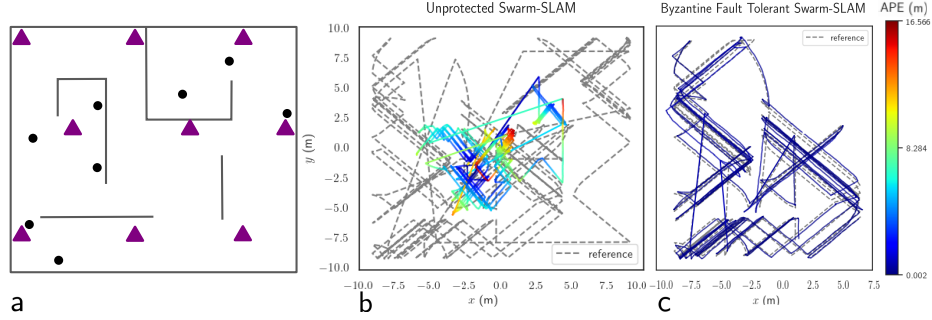 Unprotected Swarm-SLAM
Byzantine Fault Tolerant Swarm-SLAM
APE (m)
16.566
8.284
0.002
10.0
7.5
5.0
2.5
0.0
−2.5
−5.0
−7.5
−10.0
y (m)
reference
reference
−10.0 −7.5 −5.0 −2.5 0.0 2.5 5.0 7.5 10.0
x (m)
−10.0 −7.5 −5.0 −2.5 0.0 2.5 5.0 7.5
x (m)
a
b
c